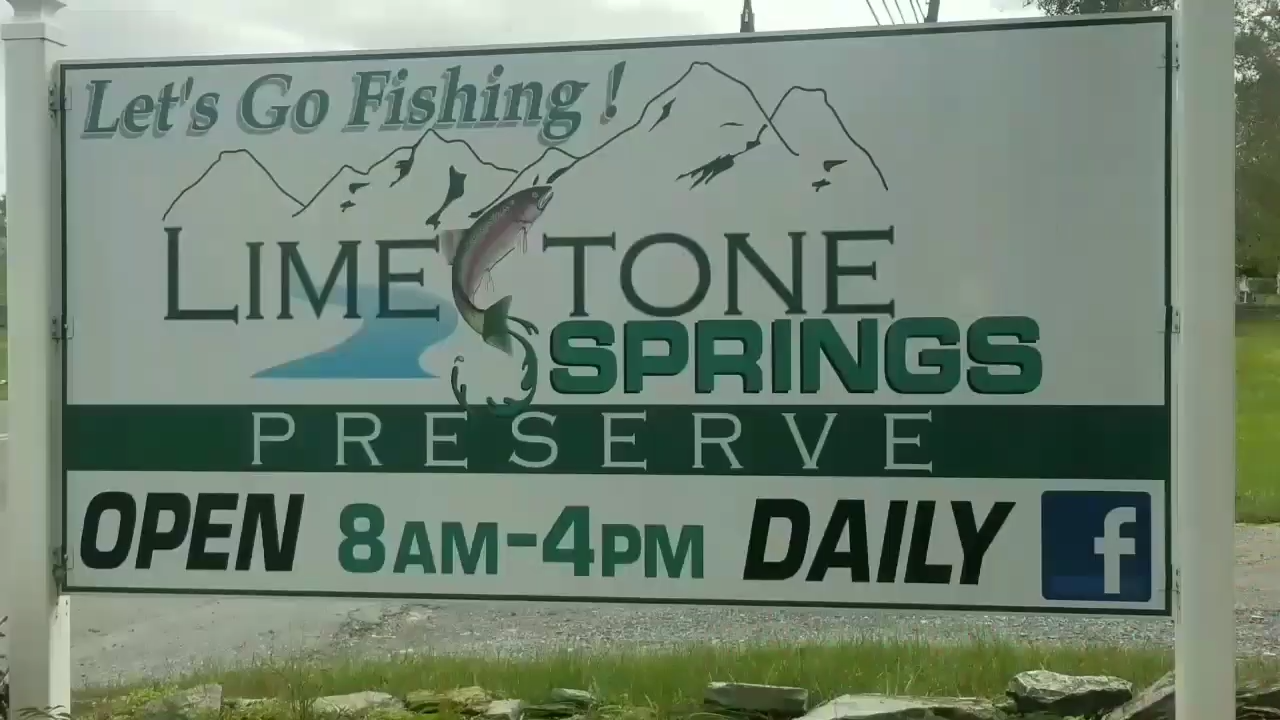 Let's Go Fishing !
LIMESTONE
SPRINGS
PRESERVE
OPEN 8AM-4PM DAILY f